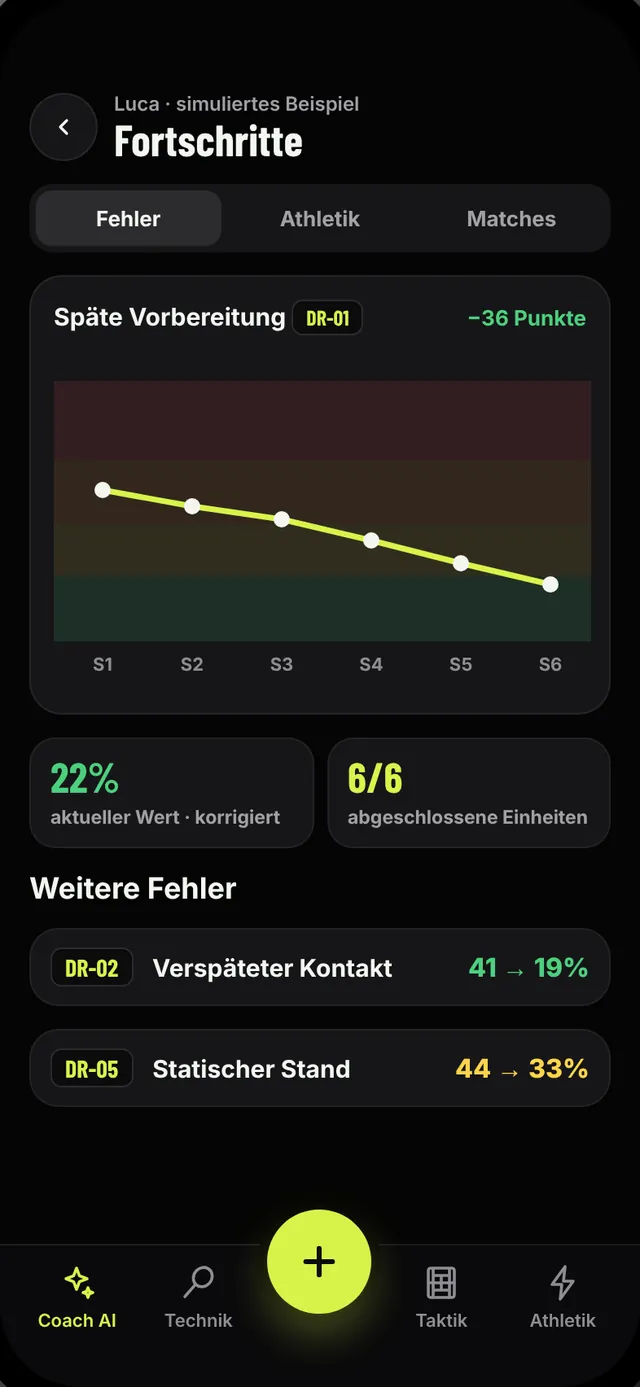 Luca · simuliertes Beispiel
Fortschritte
Fehler Athletik Matches
Späte Vorbereitung DR-01 −36 Punkte
S1 S2 S3 S4 S5 S6
22% 6/6
aktueller Wert · korrigiert abgeschlossene Einheiten
Weitere Fehler
DR-02 Verspäteter Kontakt 41 → 19%
DR-05 Statischer Stand 44 → 33%
Coach AI Technik Taktik Athletik